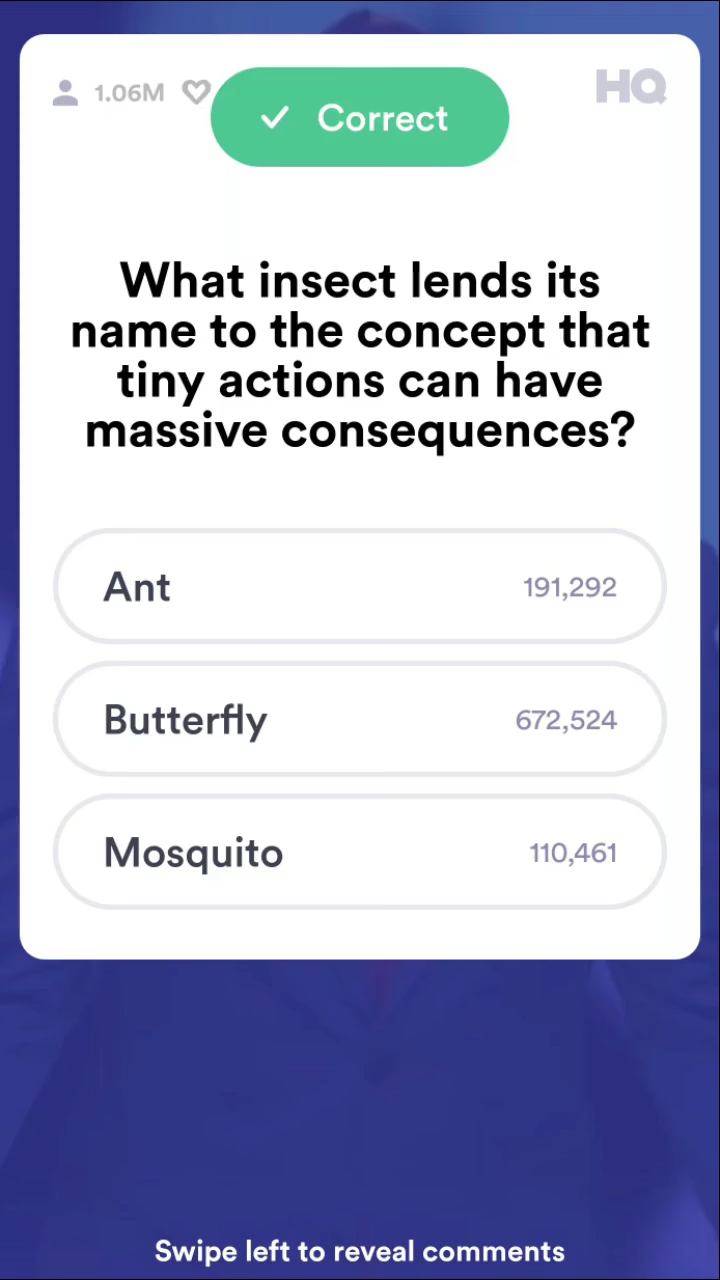 1.06M
HQ
Correct
What insect lends its
name to the concept that
tiny actions can have
massive consequences?
Ant 191,292
Butterfly 672,524
Mosquito 110,461
Swipe left to reveal comments